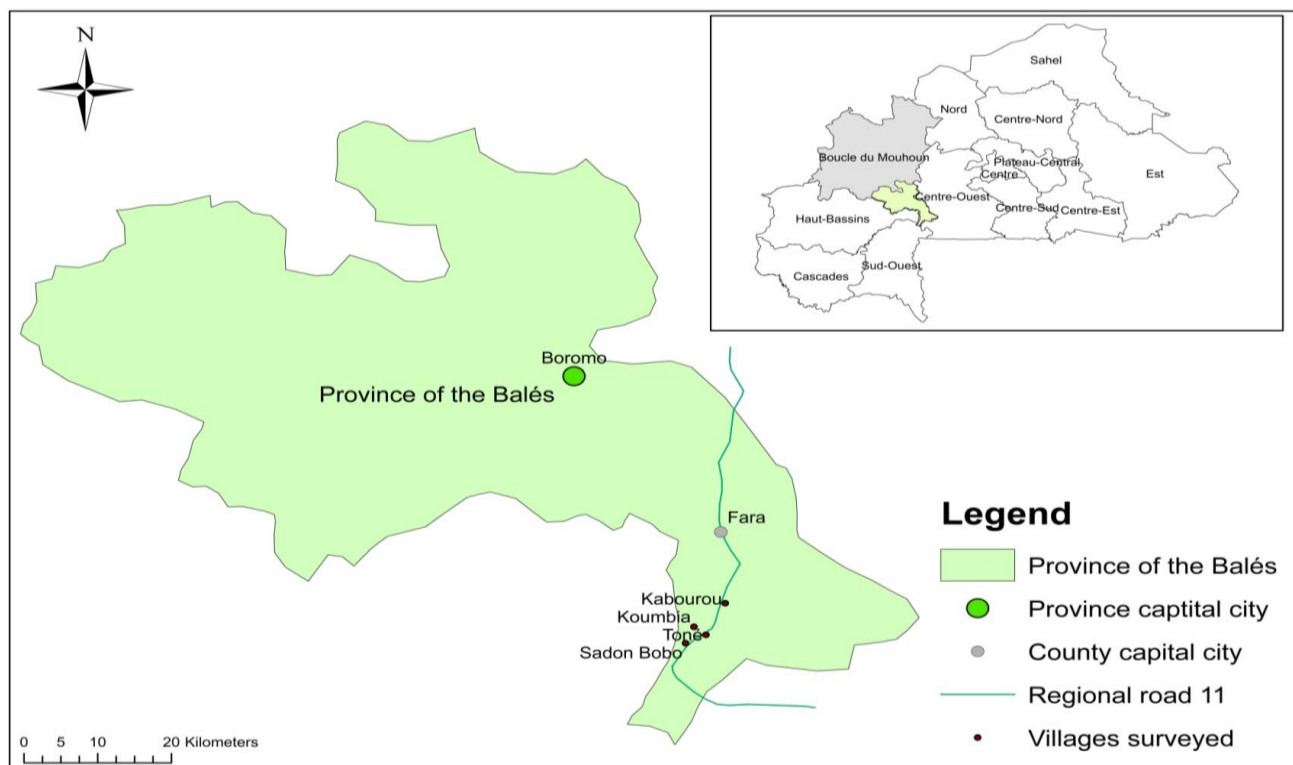 N
Sahel
Nord
Centre-Nord
Boucle du Mouhoun
Plateau-Central
Centre
Est
Centre-Ouest
Centre-Sud
Centre-Est
Haut-Bassins
Sud-Ouest
Cascades
Boromo
Province of the Balés
Fara
Kabourou
Koumbia
Toné
Sadon Bobo
Legend
Province of the Balés
Province captital city
County capital city
Regional road 11
Villages surveyed
0 5 10 20 Kilometers